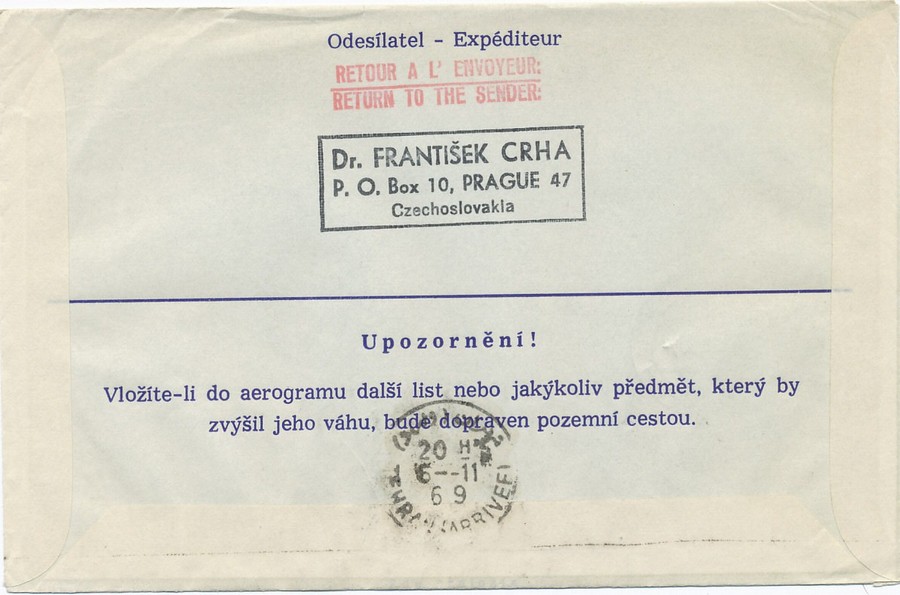 Odesílatel - Expéditeur
RETOUR A L' ENVOYEUR:
RETURN TO THE SENDER:
Dr. FRANTIŠEK CRHA
P. O. Box 10, PRAGUE 47
Czechoslovakia
Upozornění!
Vložíte-li do aerogramu další list nebo jakýkoliv předmět, který by
zvýšil jeho váhu, bude dopraven pozemní cestou.
20 H
6--11
69
(ARRIVEE)